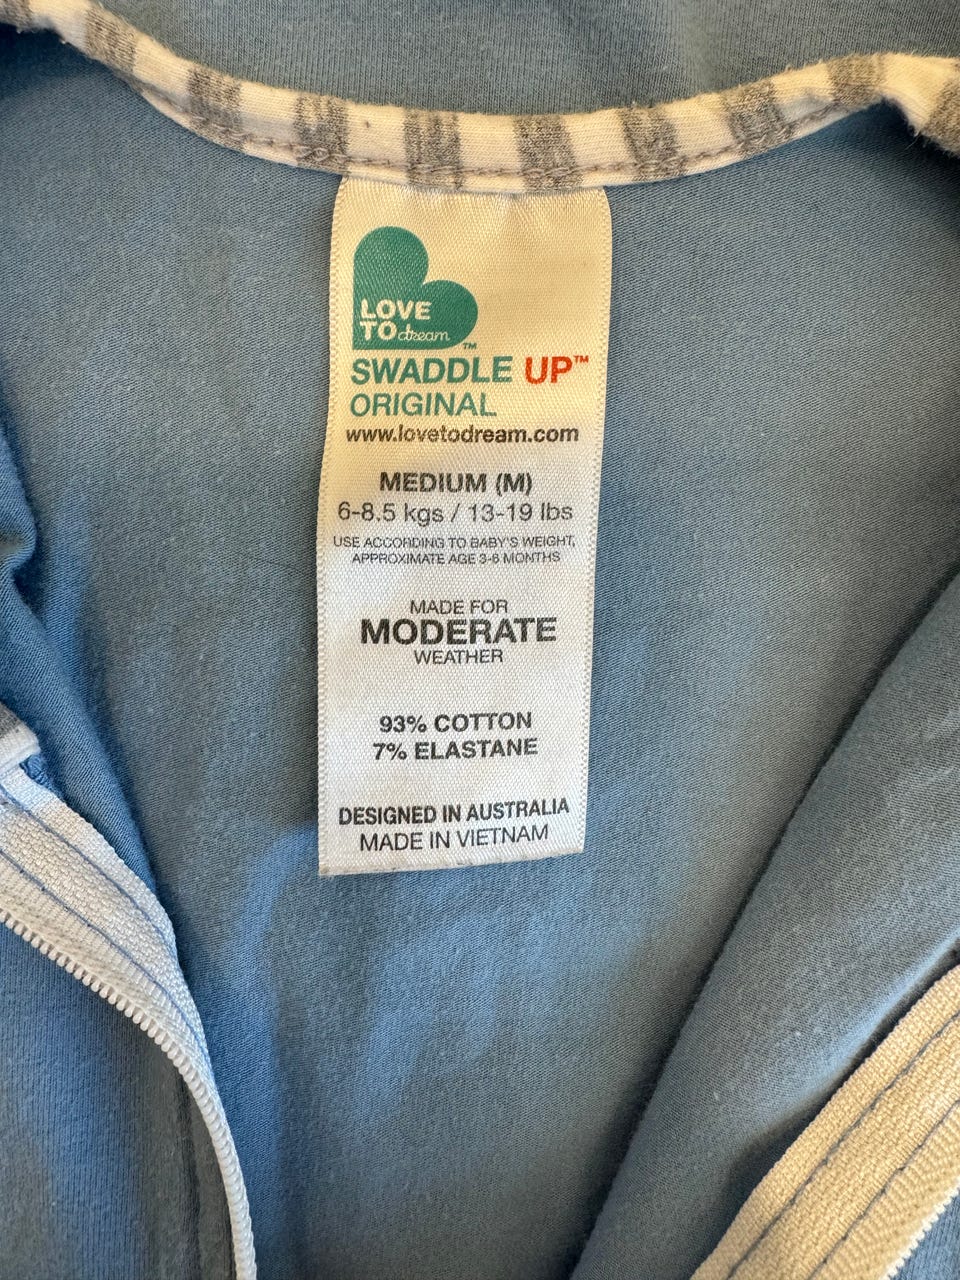 LOVE
TO dream™
SWADDLE UP™
ORIGINAL
www.lovetodream.com
MEDIUM (M)
6-8.5 kgs / 13-19 lbs
USE ACCORDING TO BABY'S WEIGHT,
APPROXIMATE AGE 3-6 MONTHS
MADE FOR
MODERATE
WEATHER
93% COTTON
7% ELASTANE
DESIGNED IN AUSTRALIA
MADE IN VIETNAM